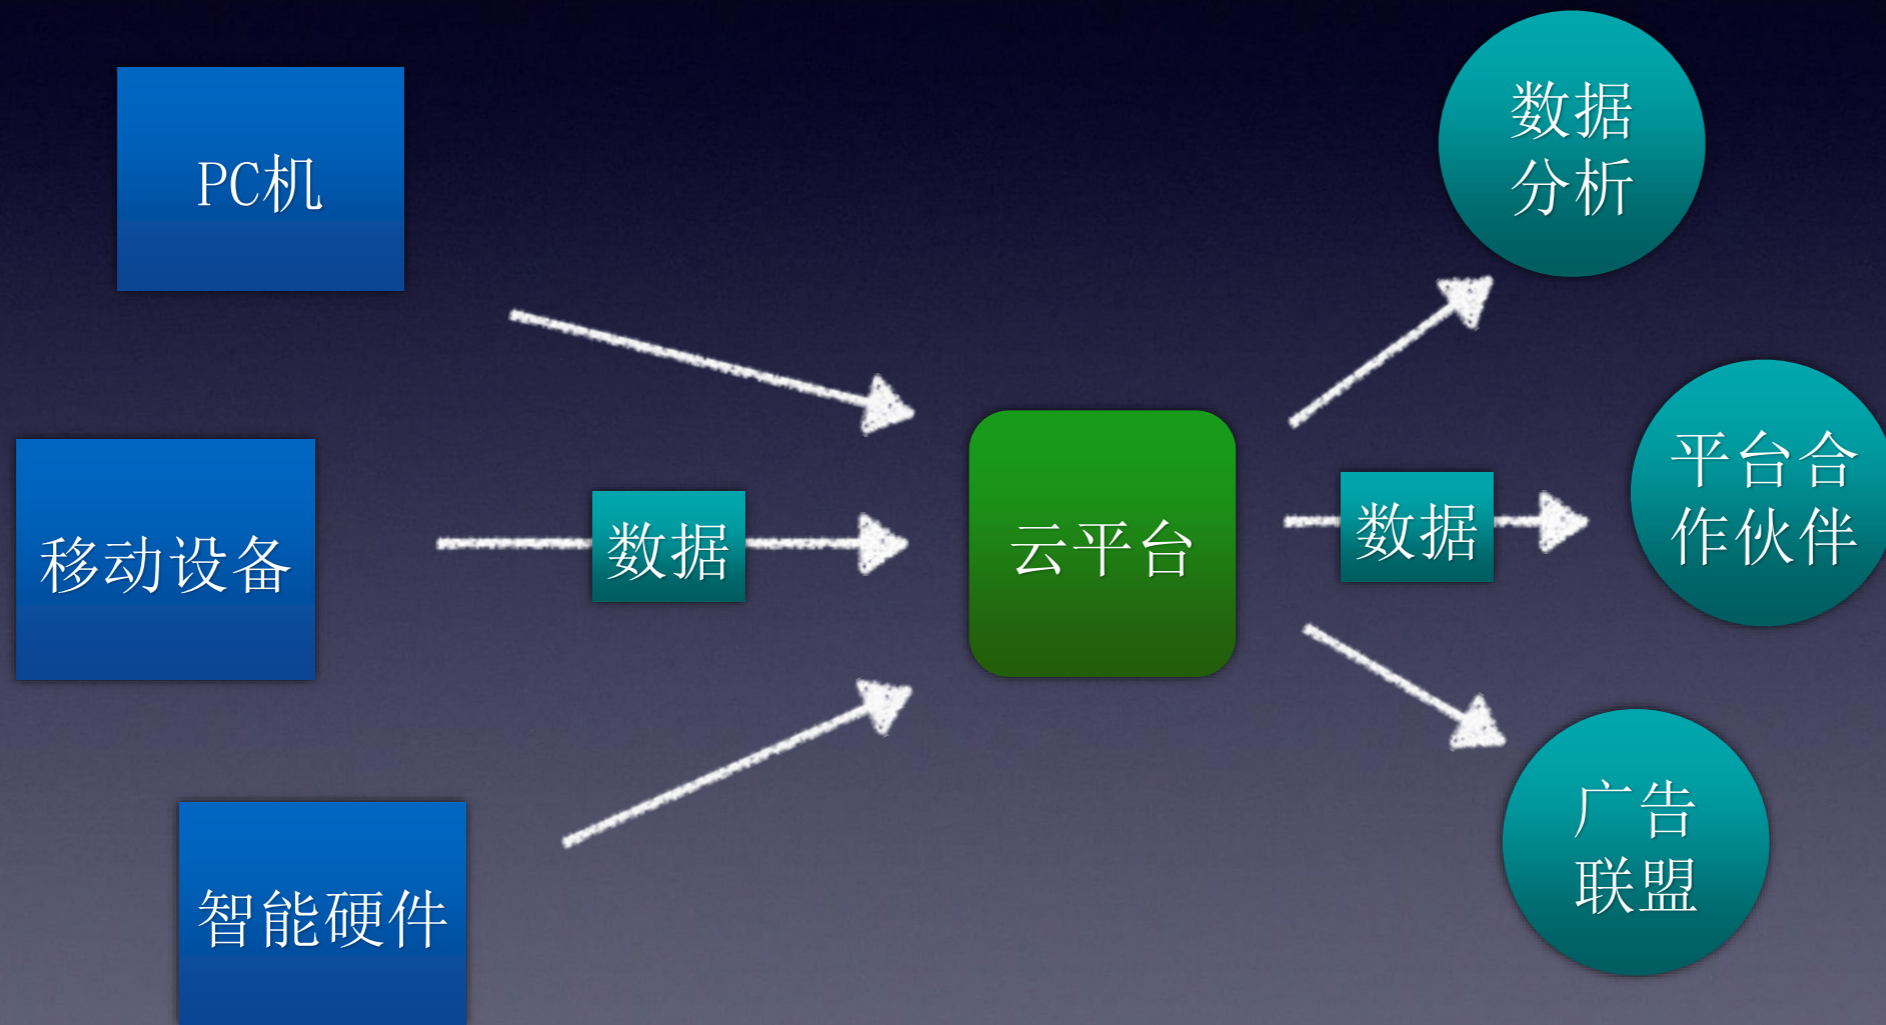 PC机
移动设备
智能硬件
数据
云平台
数据
数据
分析
平台合
作伙伴
广告
联盟